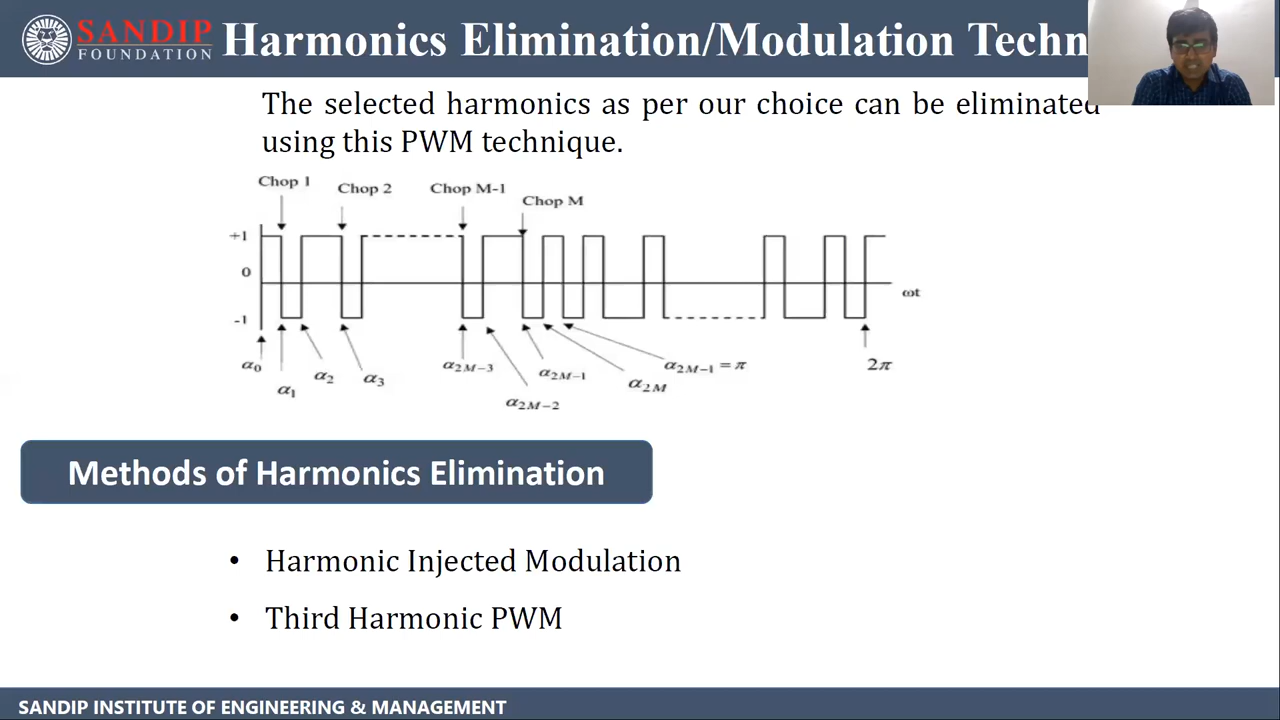 SANDIP
FOUNDATION
Harmonics Elimination/Modulation Techn
The selected harmonics as per our choice can be eliminated
using this PWM technique.
Chop 1
Chop 2
Chop M-1
Chop M
+1
0
-1
ωt
α0
α1
α2
α3
α2M−3
α2M−2
α2M−1
α2M
α2M−1 = π
2π
Methods of Harmonics Elimination
• Harmonic Injected Modulation
• Third Harmonic PWM
SANDIP INSTITUTE OF ENGINEERING & MANAGEMENT